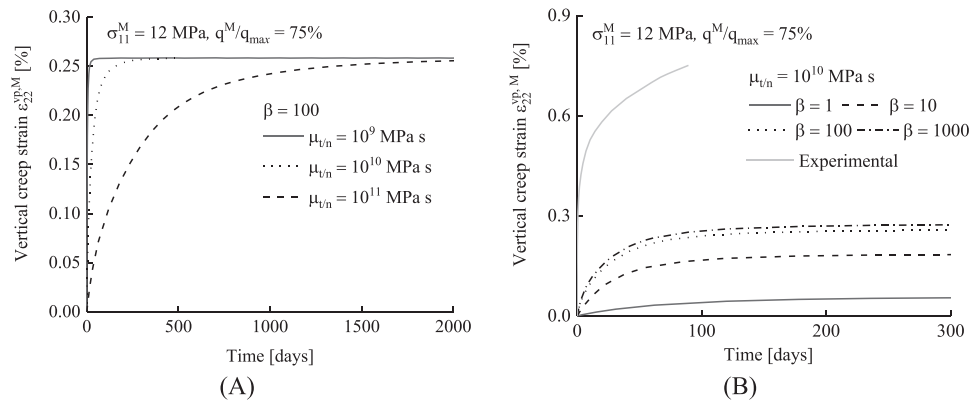 σ₁₁ᴹ = 12 MPa, qᴹ/qₘₐₓ = 75%
Vertical creep strain ε₂₂ᵛᵖ,ᴹ [%]
0.30
0.25
0.20
0.15
0.10
0.05
0.00
β = 100
μt/n = 10⁹ MPa s
μt/n = 10¹⁰ MPa s
μt/n = 10¹¹ MPa s
0 500 1000 1500 2000
Time [days]
(A)
σ₁₁ᴹ = 12 MPa, qᴹ/qₘₐₓ = 75%
Vertical creep strain ε₂₂ᵛᵖ,ᴹ [%]
0.9
0.6
0.3
0.0
μt/n = 10¹⁰ MPa s
β = 1 β = 10
β = 100 β = 1000
Experimental
0 100 200 300
Time [days]
(B)